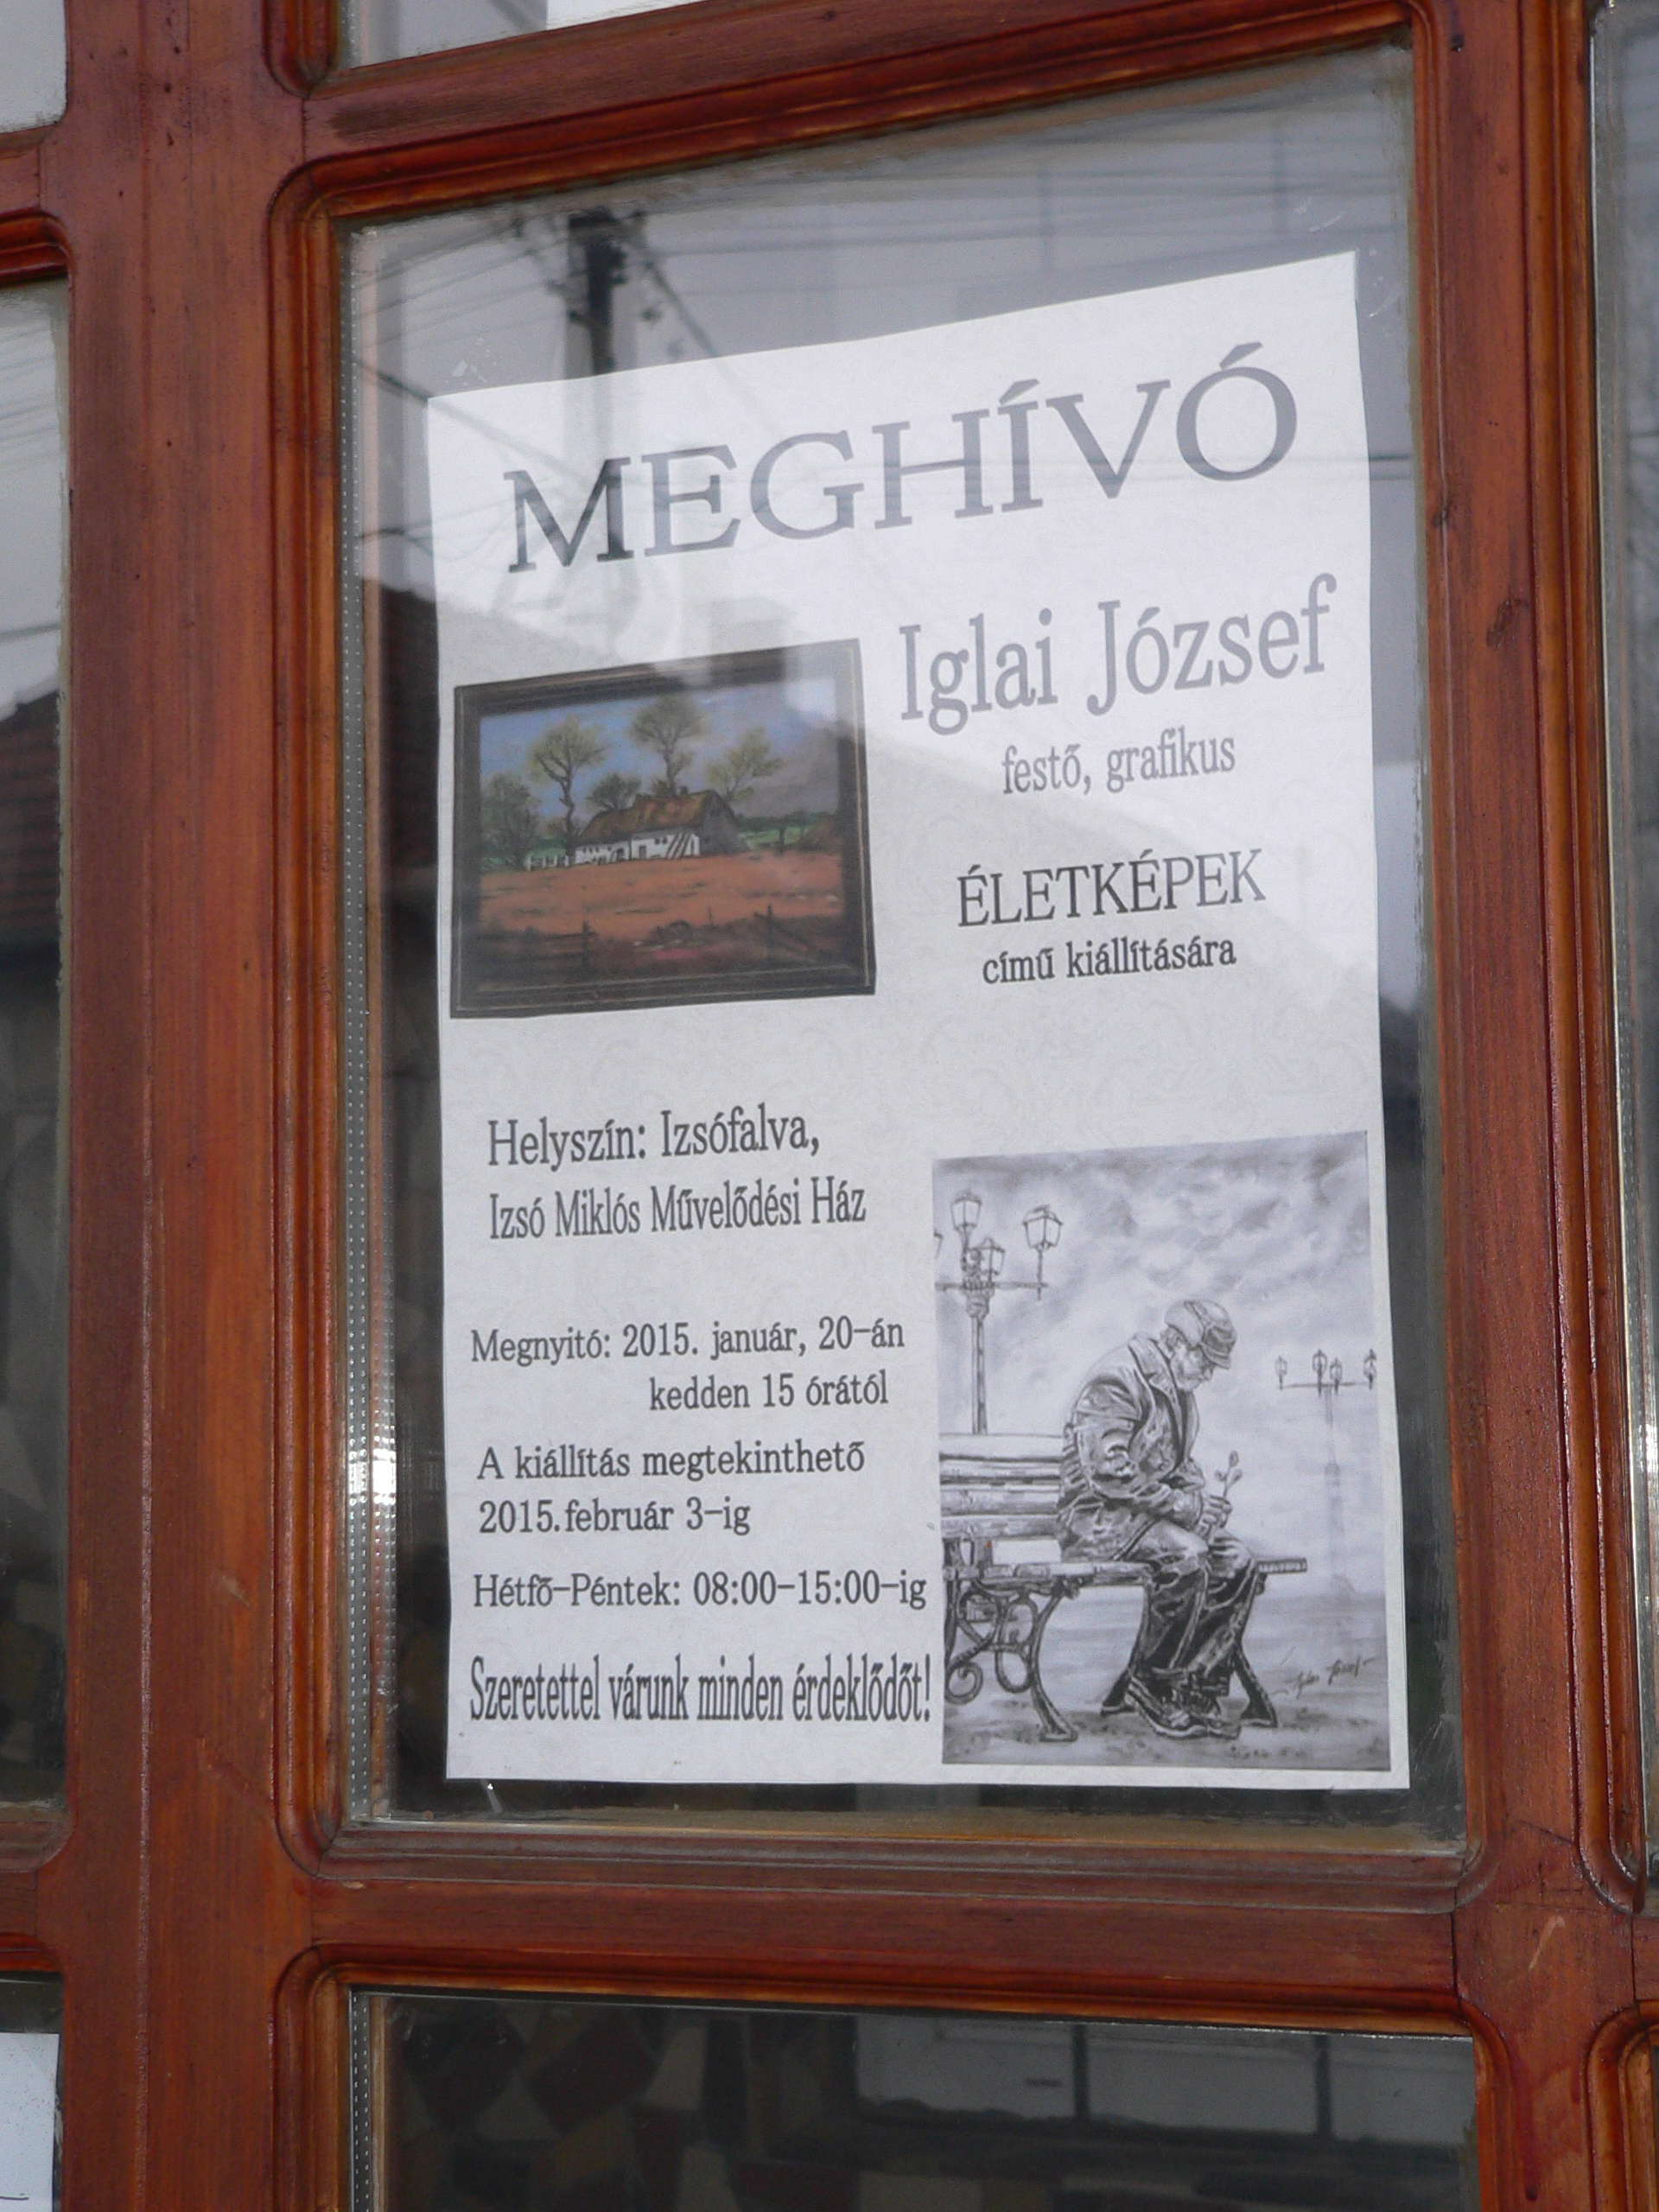 MEGHÍVÓ
Iglai József
festő, grafikus
ÉLETKÉPEK
című kiállítására
Helyszín: Izsófalva,
Izsó Miklós Művelődési Ház
Megnyitó: 2015. január, 20-án
kedden 15 órától
A kiállítás megtekinthető
2015.február 3-ig
Hétfő-Péntek: 08:00-15:00-ig
Szeretettel várunk minden érdeklődőt!